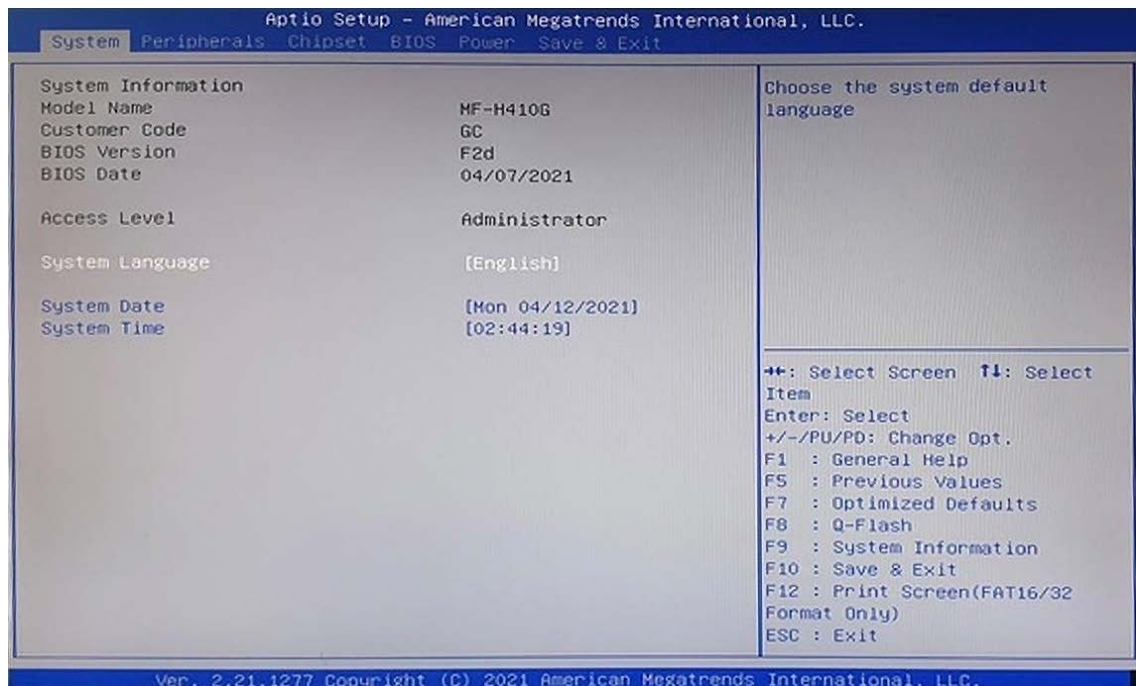 Aptio Setup – American Megatrends International, LLC.
System Peripherals Chipset BIOS Power Save & Exit
System Information
Model Name MF-H410G
Customer Code GC
BIOS Version F2d
BIOS Date 04/07/2021
Access Level Administrator
System Language [English]
System Date [Mon 04/12/2021]
System Time [02:44:19]
Choose the system default
language
→←: Select Screen ↑↓: Select
Item
Enter: Select
+/-/PU/PD: Change Opt.
F1 : General Help
F5 : Previous Values
F7 : Optimized Defaults
F8 : Q-Flash
F9 : System Information
F10 : Save & Exit
F12 : Print Screen(FAT16/32
Format Only)
ESC : Exit
Ver. 2.21.1277 Copyright (C) 2021 American Megatrends International, LLC.